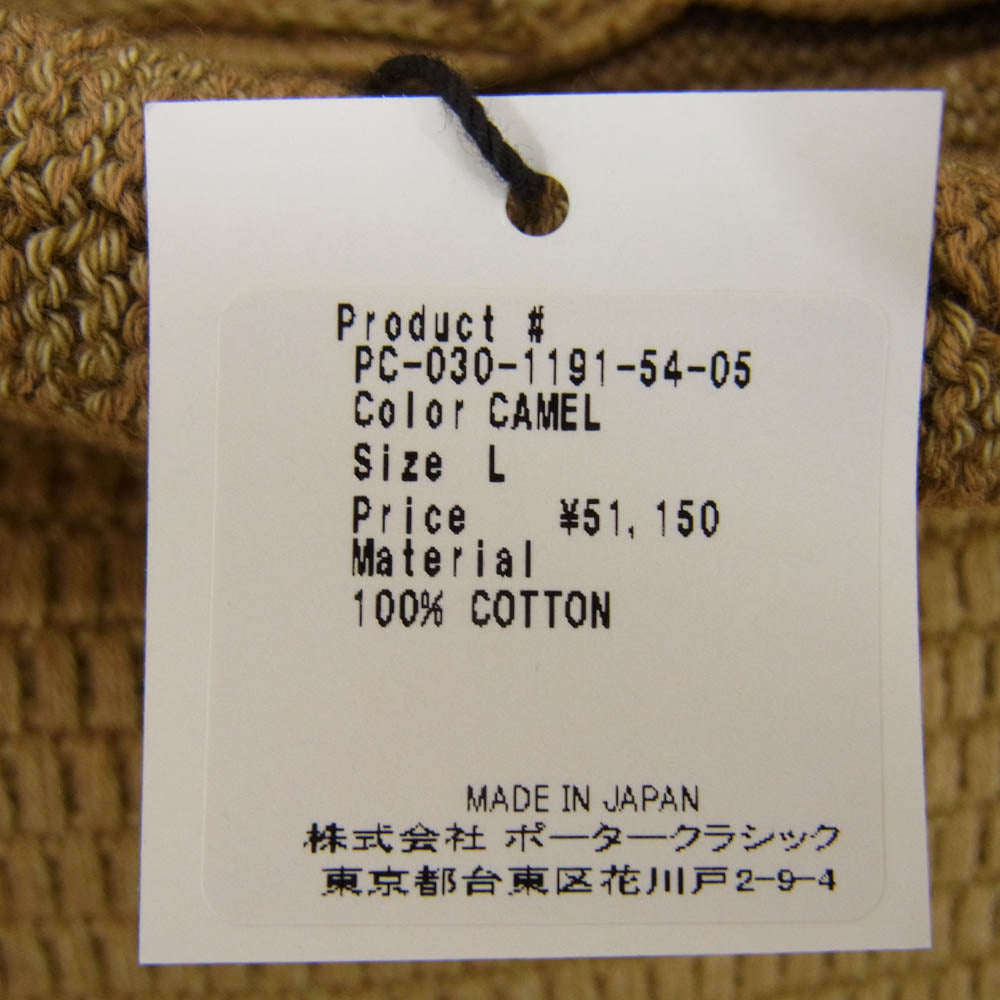 Product #
PC-030-1191-54-05
Color CAMEL
Size L
Price ¥51,150
Material
100% COTTON
MADE IN JAPAN
株式会社 ポータークラシック
東京都台東区花川戸2-9-4